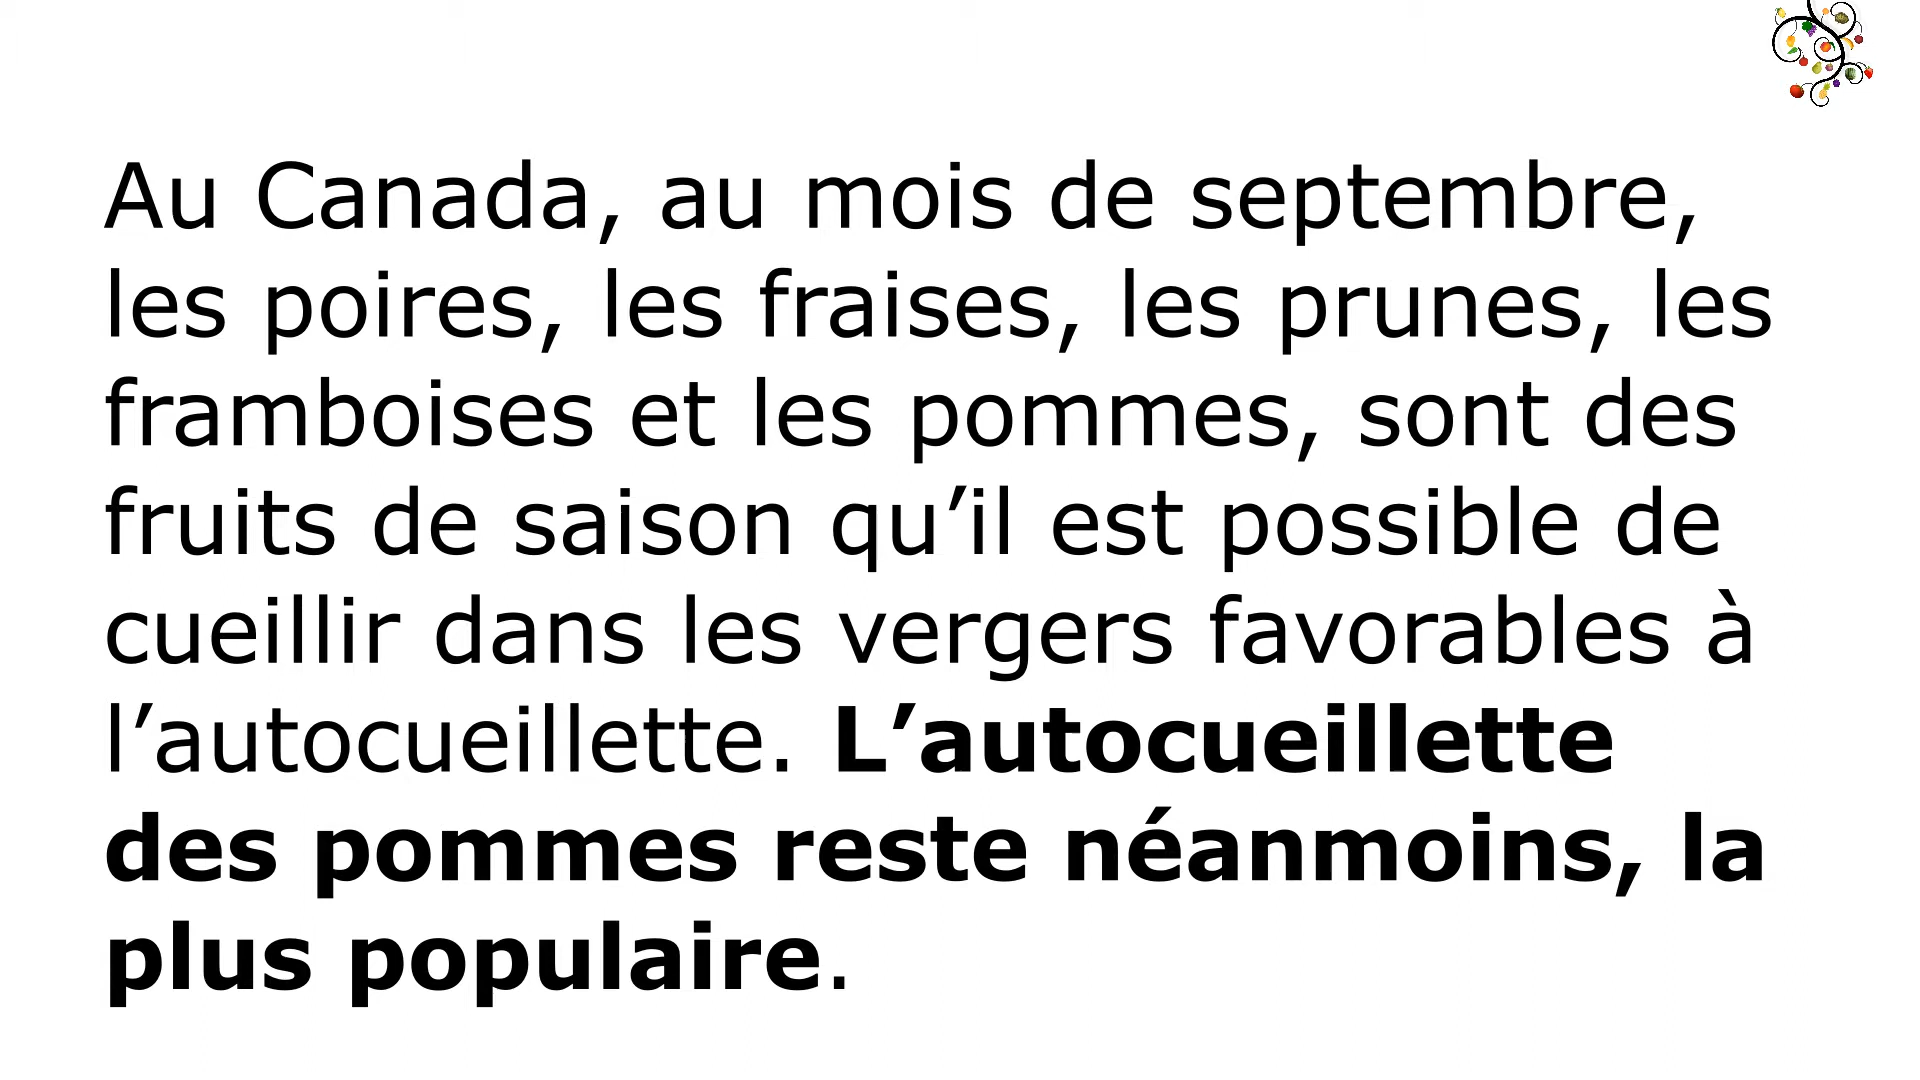 Au Canada, au mois de septembre,
les poires, les fraises, les prunes, les
framboises et les pommes, sont des
fruits de saison qu’il est possible de
cueillir dans les vergers favorables à
l’autocueillette. L’autocueillette
des pommes reste néanmoins, la
plus populaire.